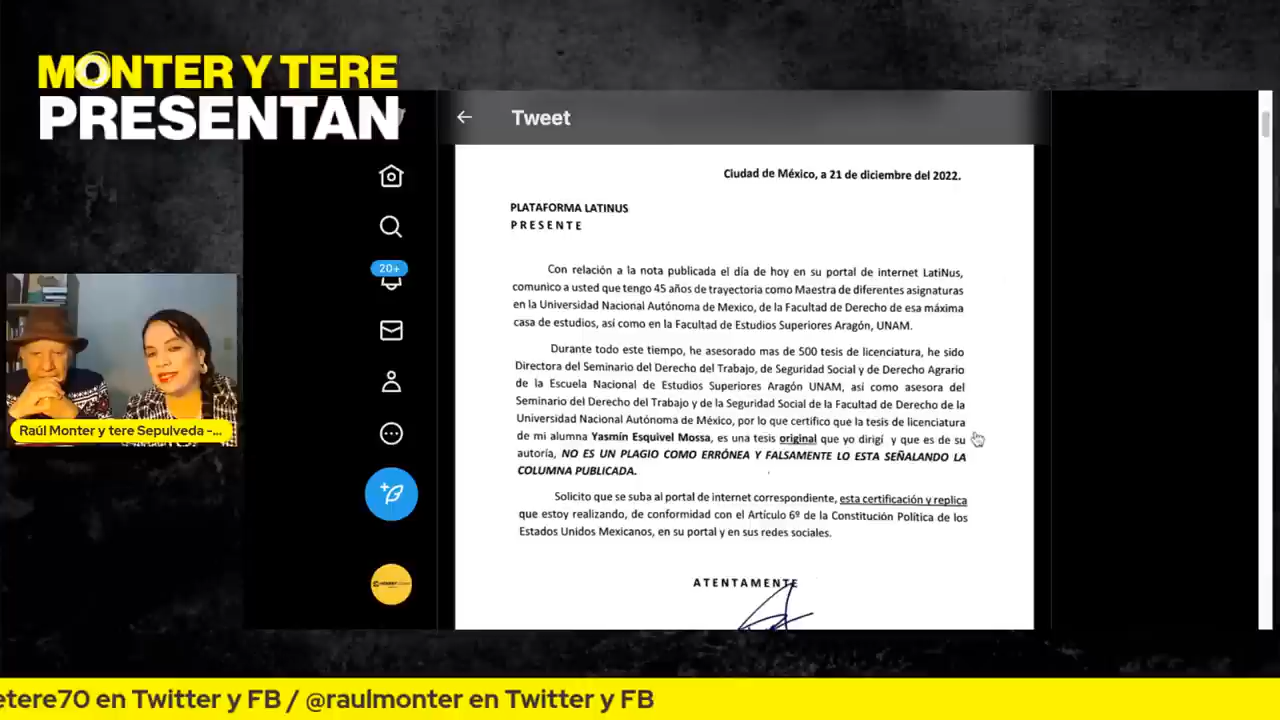 MONTER Y TERE
PRESENTAN
Tweet
20+
Ciudad de México, a 21 de diciembre del 2022.
PLATAFORMA LATINUS
P R E S E N T E
Con relación a la nota publicada el día de hoy en su portal de internet LatiNus,
comunico a usted que tengo 45 años de trayectoria como Maestra de diferentes asignaturas
en la Universidad Nacional Autónoma de Mexico, de la Facultad de Derecho de esa máxima
casa de estudios, así como en la Facultad de Estudios Superiores Aragón, UNAM.
Durante todo este tiempo, he asesorado mas de 500 tesis de licenciatura, he sido
Directora del Seminario del Derecho del Trabajo, de Seguridad Social y de Derecho Agrario
de la Escuela Nacional de Estudios Superiores Aragón UNAM, así como asesora del
Seminario del Derecho del Trabajo y de la Seguridad Social de la Facultad de Derecho de la
Universidad Nacional Autónoma de México, por lo que certifico que la tesis de licenciatura
de mi alumna Yasmín Esquivel Mossa, es una tesis original que yo dirigí y que es de su
autoría, NO ES UN PLAGIO COMO ERRÓNEA Y FALSAMENTE LO ESTA SEÑALANDO LA
COLUMNA PUBLICADA.
Solicito que se suba al portal de internet correspondiente, esta certificación y replica
que estoy realizando, de conformidad con el Artículo 6º de la Constitución Política de los
Estados Unidos Mexicanos, en su portal y en sus redes sociales.
A T E N T A M E N T E
Raúl Monter y tere Sepulveda -...
etere70 en Twitter y FB / @raulmonter en Twitter y FB